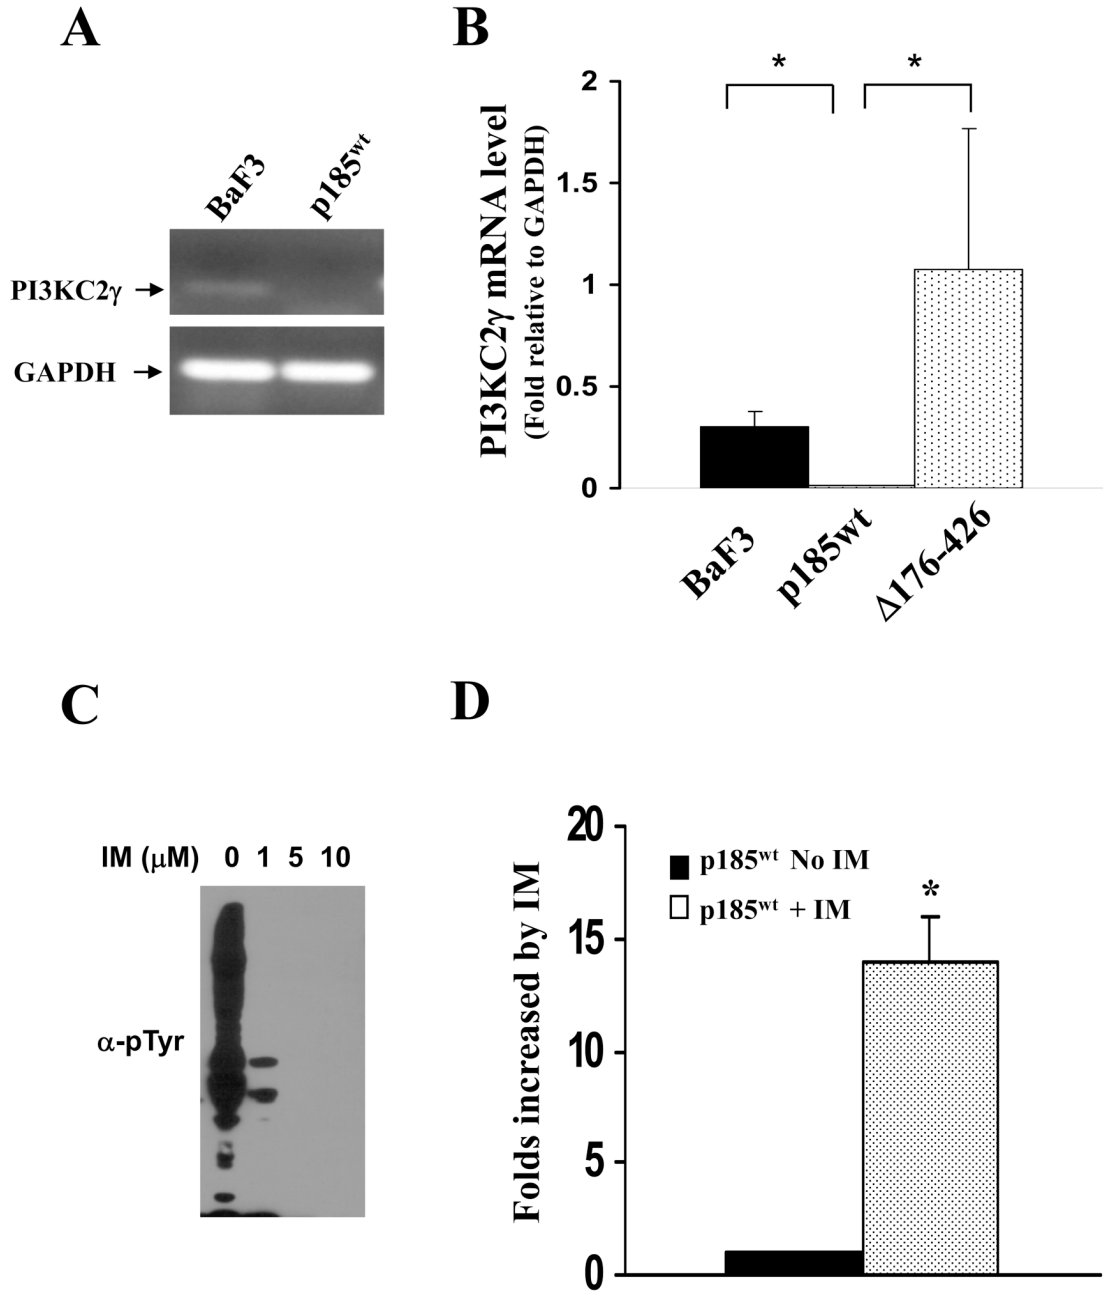 A
BaF3
p185wt
PI3KC2γ
GAPDH
B
*
*
PI3KC2γ mRNA level
(Fold relative to GAPDH)
2
1.5
1
0.5
0
BaF3
p185wt
Δ176-426
C
IM (μM) 0 1 5 10
α-pTyr
D
Folds increased by IM
20
15
10
5
0
p185wt No IM
p185wt + IM
*